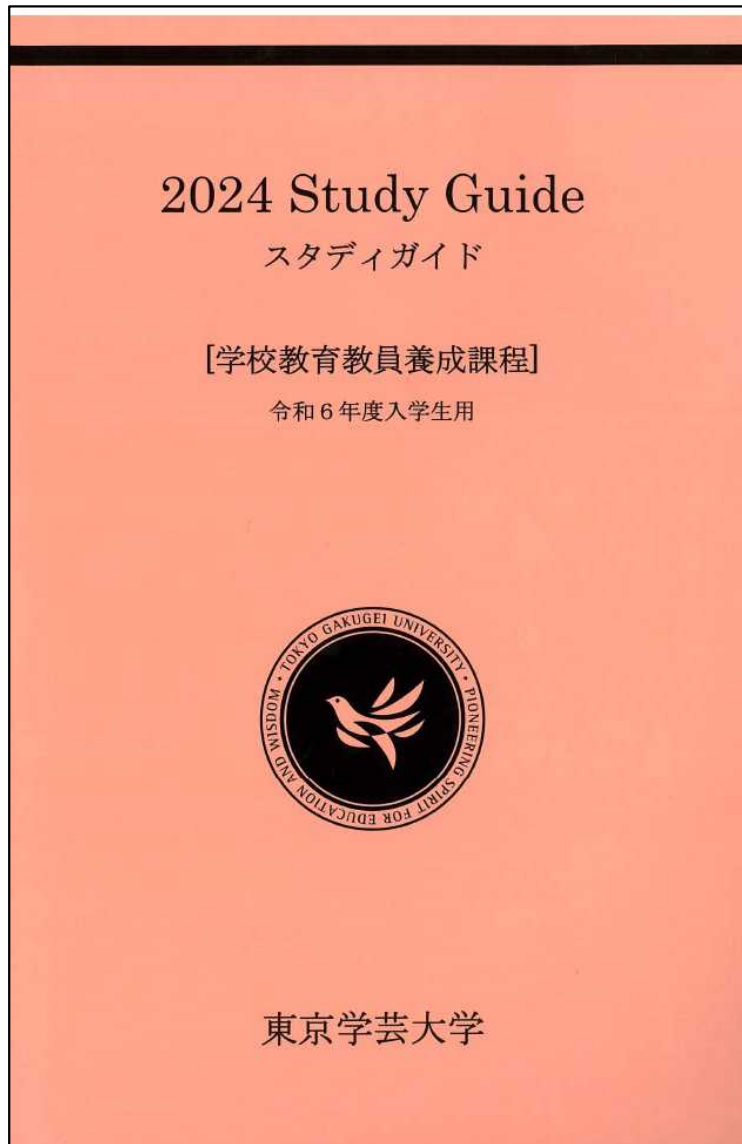 2024 Study Guide
スタディガイド
[学校教育教員養成課程]
令和6年度入学生用
TOKYO GAKUGEI UNIVERSITY・PIONEERING SPIRIT FOR EDUCATION AND WISDOM・
東京学芸大学